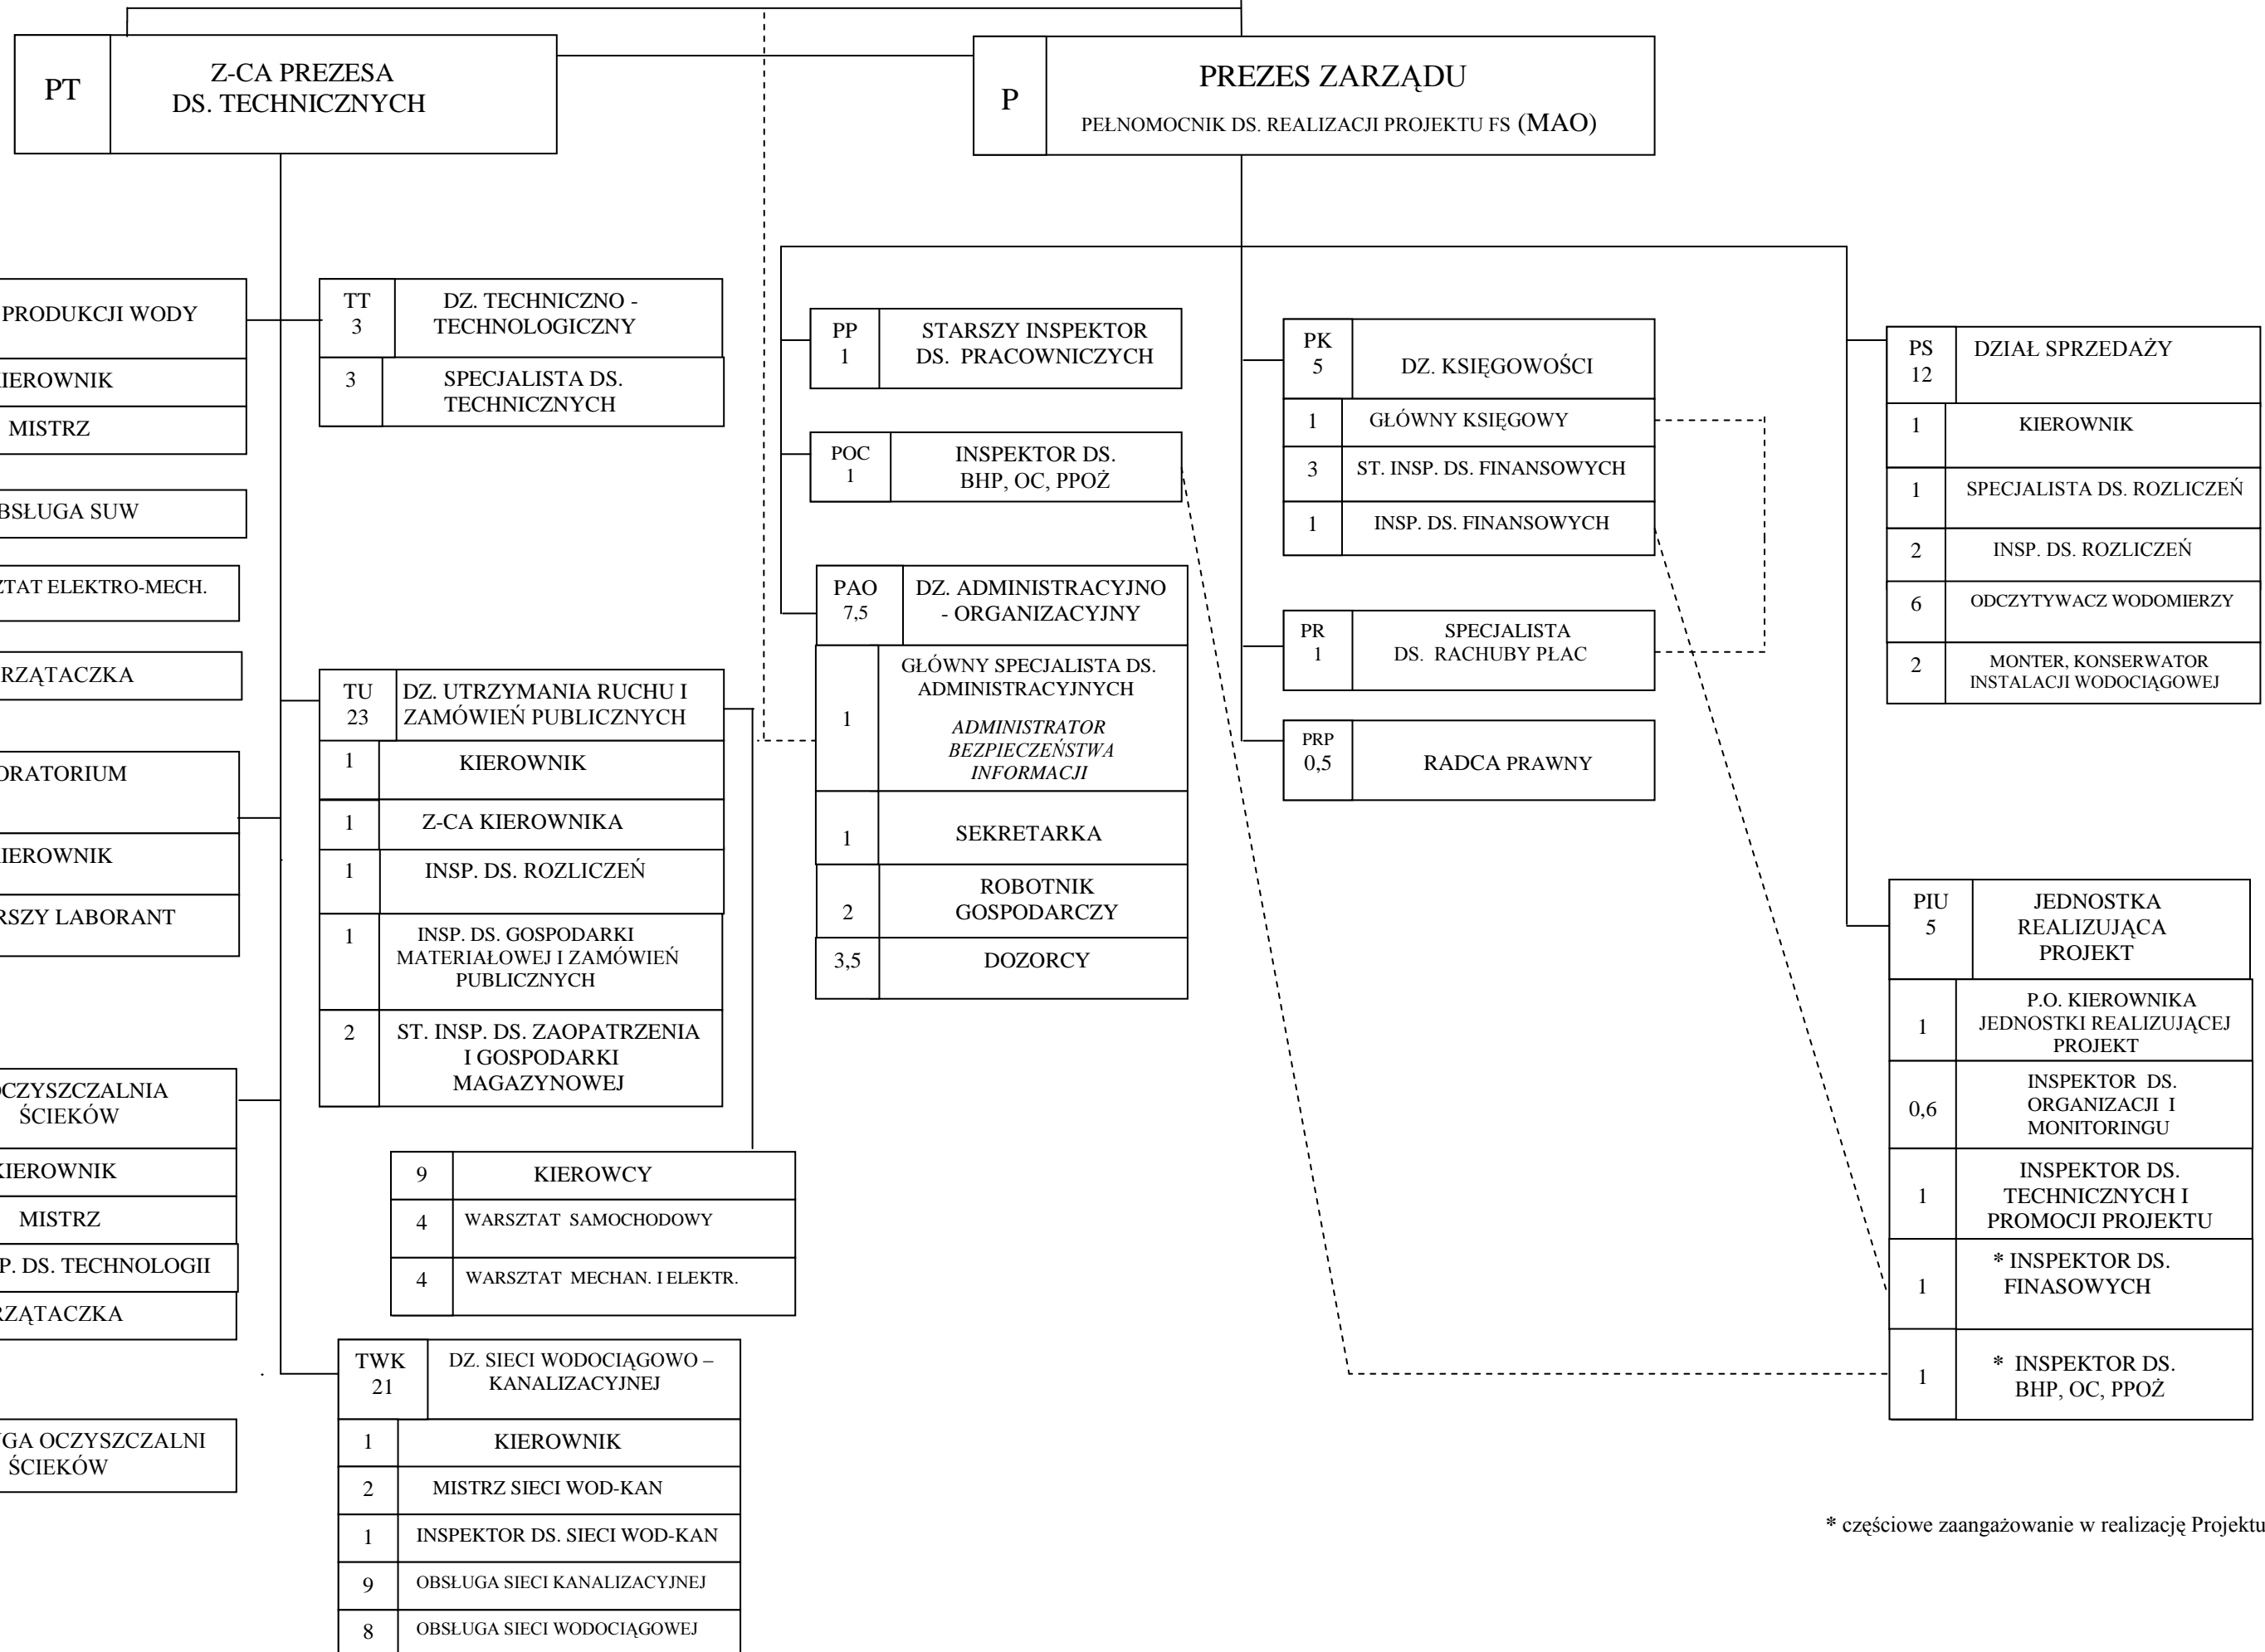 PT
Z-CA PREZESA
DS. TECHNICZNYCH
P
PREZES ZARZĄDU
PEŁNOMOCNIK DS. REALIZACJI PROJEKTU FS (MAO)
PRODUKCJI WODY
MISTRZ
SUW
ELEKTRO-MECH.
ŚCIEKÓW
MISTRZ
DS. TECHNOLOGII
OCZYSZCZALNI
ŚCIEKÓW
LABORANT
TT
3
DZ. TECHNICZNO -
TECHNOLOGICZNY
3
SPECJALISTA DS.
TECHNICZNYCH
TU
23
DZ. UTRZYMANIA RUCHU I
ZAMÓWIEŃ PUBLICZNYCH
1
KIEROWNIK
1
Z-CA KIEROWNIKA
1
INSP. DS. ROZLICZEŃ
1
INSP. DS. GOSPODARKI
MATERIAŁOWEJ I ZAMÓWIEŃ
PUBLICZNYCH
2
ST. INSP. DS. ZAOPATRZENIA
I GOSPODARKI
MAGAZYNOWEJ
9
KIEROWCY
4
WARSZTAT SAMOCHODOWY
4
WARSZTAT MECHAN. I ELEKTR.
TWK
21
DZ. SIECI WODOCIĄGOWO –
KANALIZACYJNEJ
1
KIEROWNIK
2
MISTRZ SIECI WOD-KAN
1
INSPEKTOR DS. SIECI WOD-KAN
9
OBSŁUGA SIECI KANALIZACYJNEJ
8
OBSŁUGA SIECI WODOCIĄGOWEJ
PP
1
STARSZY INSPEKTOR
DS. PRACOWNICZYCH
POC
1
INSPEKTOR DS.
BHP, OC, PPOŻ
PAO
7,5
DZ. ADMINISTRACYJNO
- ORGANIZACYJNY
1
GŁÓWNY SPECJALISTA DS.
ADMINISTRACYJNYCH
ADMINISTRATOR
BEZPIECZEŃSTWA
INFORMACJI
1
SEKRETARKA
2
ROBOTNIK
GOSPODARCZY
3,5
DOZORCY
PK
5
DZ. KSIĘGOWOŚCI
1
GŁÓWNY KSIĘGOWY
3
ST. INSP. DS. FINANSOWYCH
1
INSP. DS. FINANSOWYCH
PR
1
SPECJALISTA
DS. RACHUBY PŁAC
PRP
0,5
RADCA PRAWNY
PS
12
DZIAŁ SPRZEDAŻY
1
KIEROWNIK
1
SPECJALISTA DS. ROZLICZEŃ
2
INSP. DS. ROZLICZEŃ
6
ODCZYTYWACZ WODOMIERZY
2
MONTER, KONSERWATOR
INSTALACJI WODOCIĄGOWEJ
PIU
5
JEDNOSTKA
REALIZUJĄCA
PROJEKT
1
P.O. KIEROWNIKA
JEDNOSTKI REALIZUJĄCEJ
PROJEKT
0,6
INSPEKTOR DS.
ORGANIZACJI I
MONITORINGU
1
INSPEKTOR DS.
TECHNICZNYCH I
PROMOCJI PROJEKTU
1
* INSPEKTOR DS.
FINASOWYCH
1
* INSPEKTOR DS.
BHP, OC, PPOŻ
* częściowe zaangażowanie w realizację Projektu